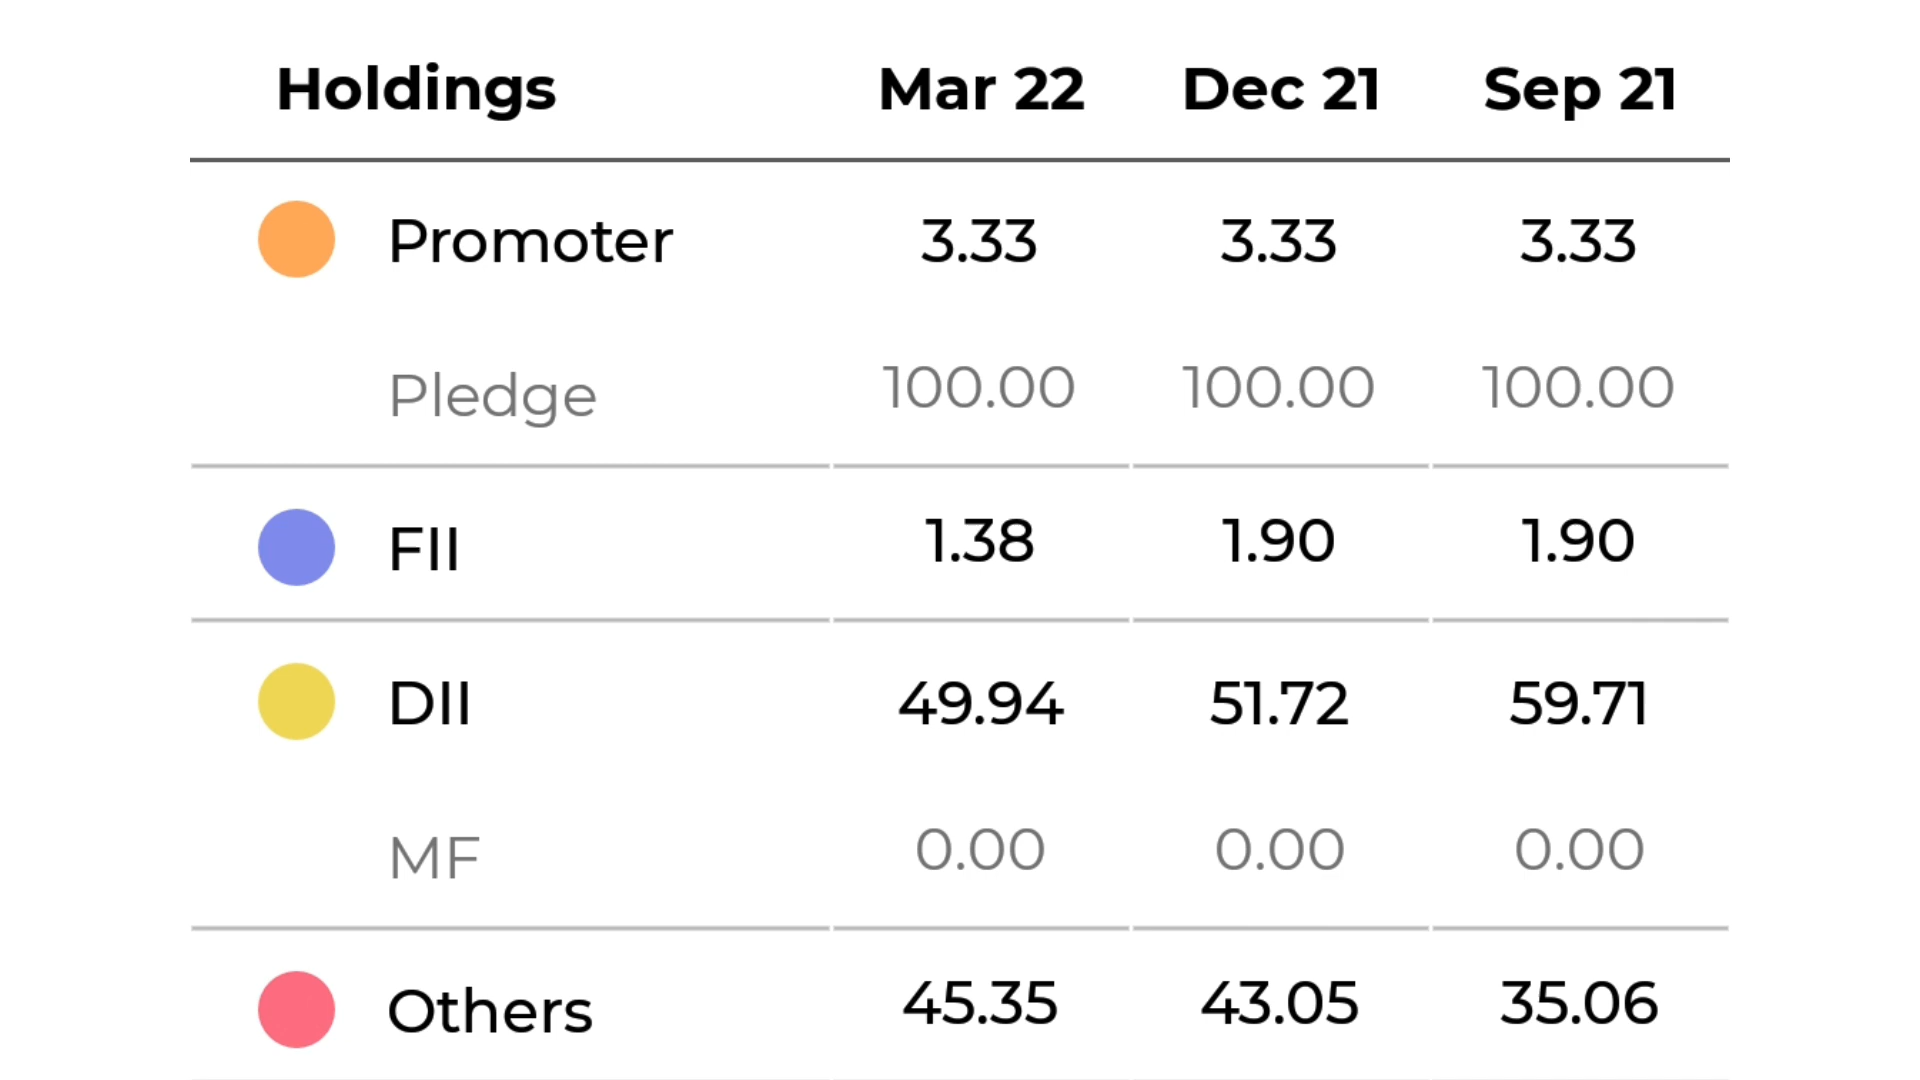 Holdings Mar 22 Dec 21 Sep 21
Promoter 3.33 3.33 3.33
Pledge 100.00 100.00 100.00
FII 1.38 1.90 1.90
DII 49.94 51.72 59.71
MF 0.00 0.00 0.00
Others 45.35 43.05 35.06